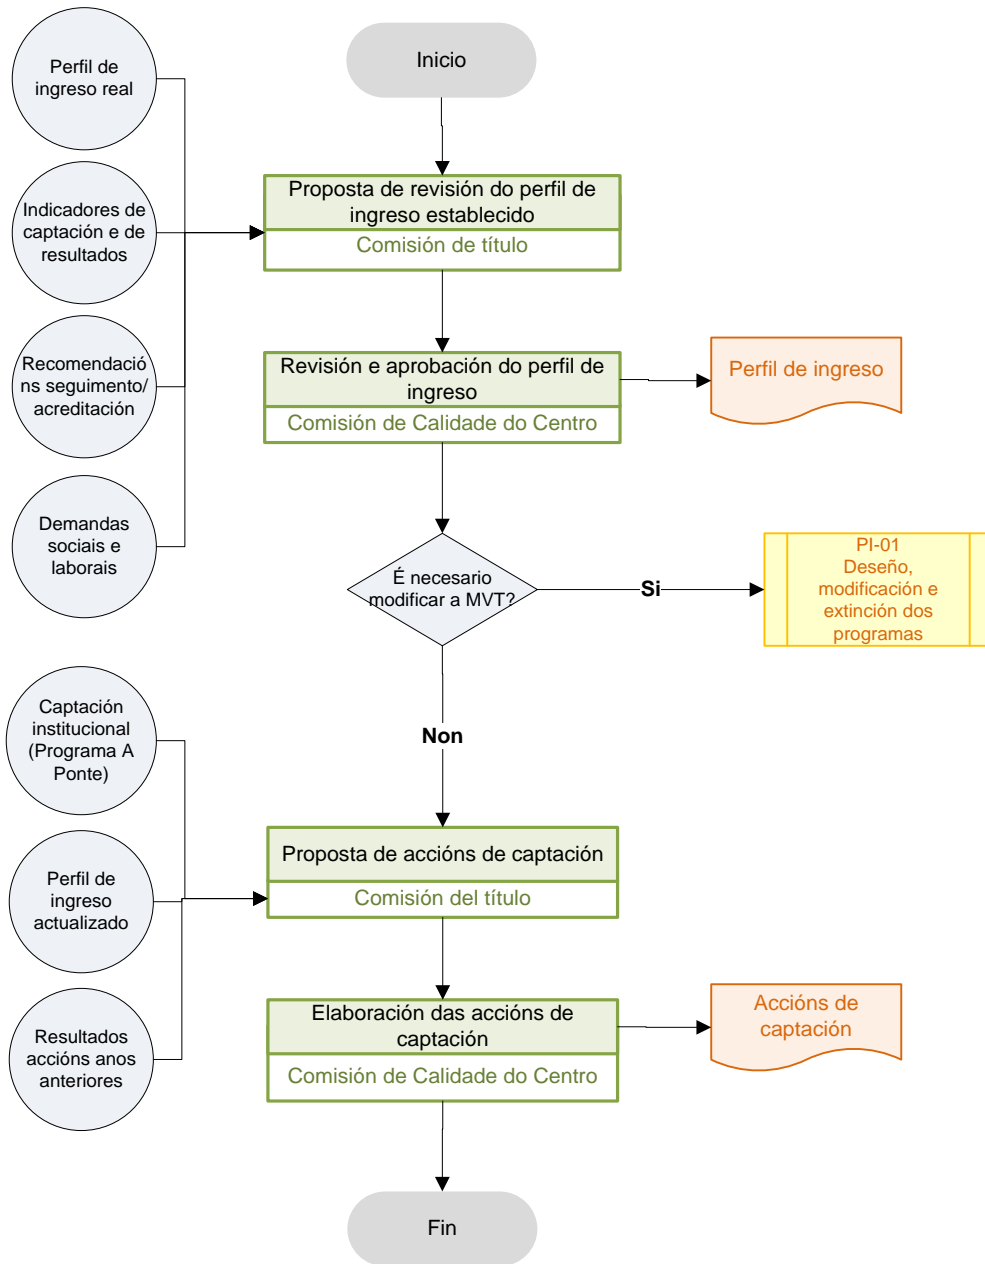 Inicio
Perfil de
ingreso real
Proposta de revisión do perfil de
ingreso establecido
Comisión de título
Indicadores de
captación e de
resultados
Recomendació
ns seguimento/
acreditación
Revisión e aprobación do perfil de
ingreso
Comisión de Calidade do Centro
Perfil de ingreso
Demandas
sociais e
laborais
É necesario
modificar a MVT?
Si
PI-01
Deseño,
modificación e
extinción dos
programas
Non
Captación
institucional
(Programa A
Ponte)
Proposta de accións de captación
Comisión del título
Perfil de
ingreso
actualizado
Elaboración das accións de
captación
Comisión de Calidade do Centro
Accións de
captación
Resultados
accións anos
anteriores
Fin